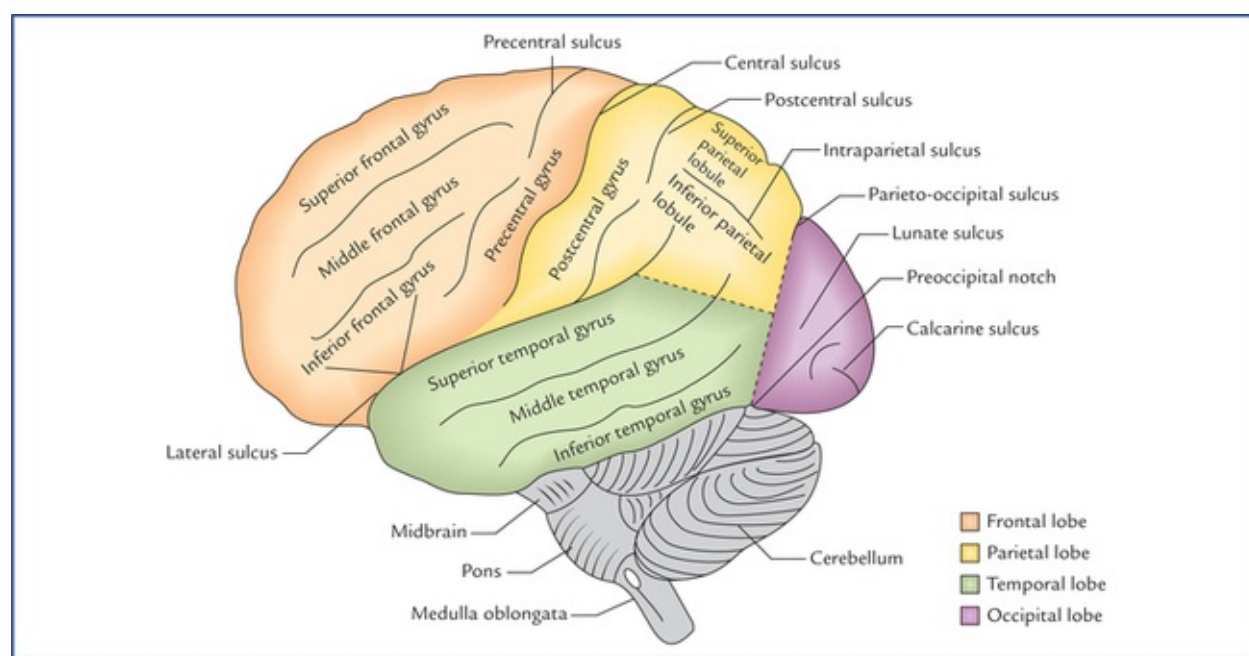 Precentral sulcus
Central sulcus
Postcentral sulcus
Intraparietal sulcus
Parieto-occipital sulcus
Lunate sulcus
Preoccipital notch
Calcarine sulcus
Superior frontal gyrus
Middle frontal gyrus
Inferior frontal gyrus
Precentral gyrus
Postcentral gyrus
Superior
parietal
lobule
Inferior parietal
lobule
Superior temporal gyrus
Middle temporal gyrus
Inferior temporal gyrus
Lateral sulcus
Midbrain
Pons
Medulla oblongata
Cerebellum
Frontal lobe
Parietal lobe
Temporal lobe
Occipital lobe